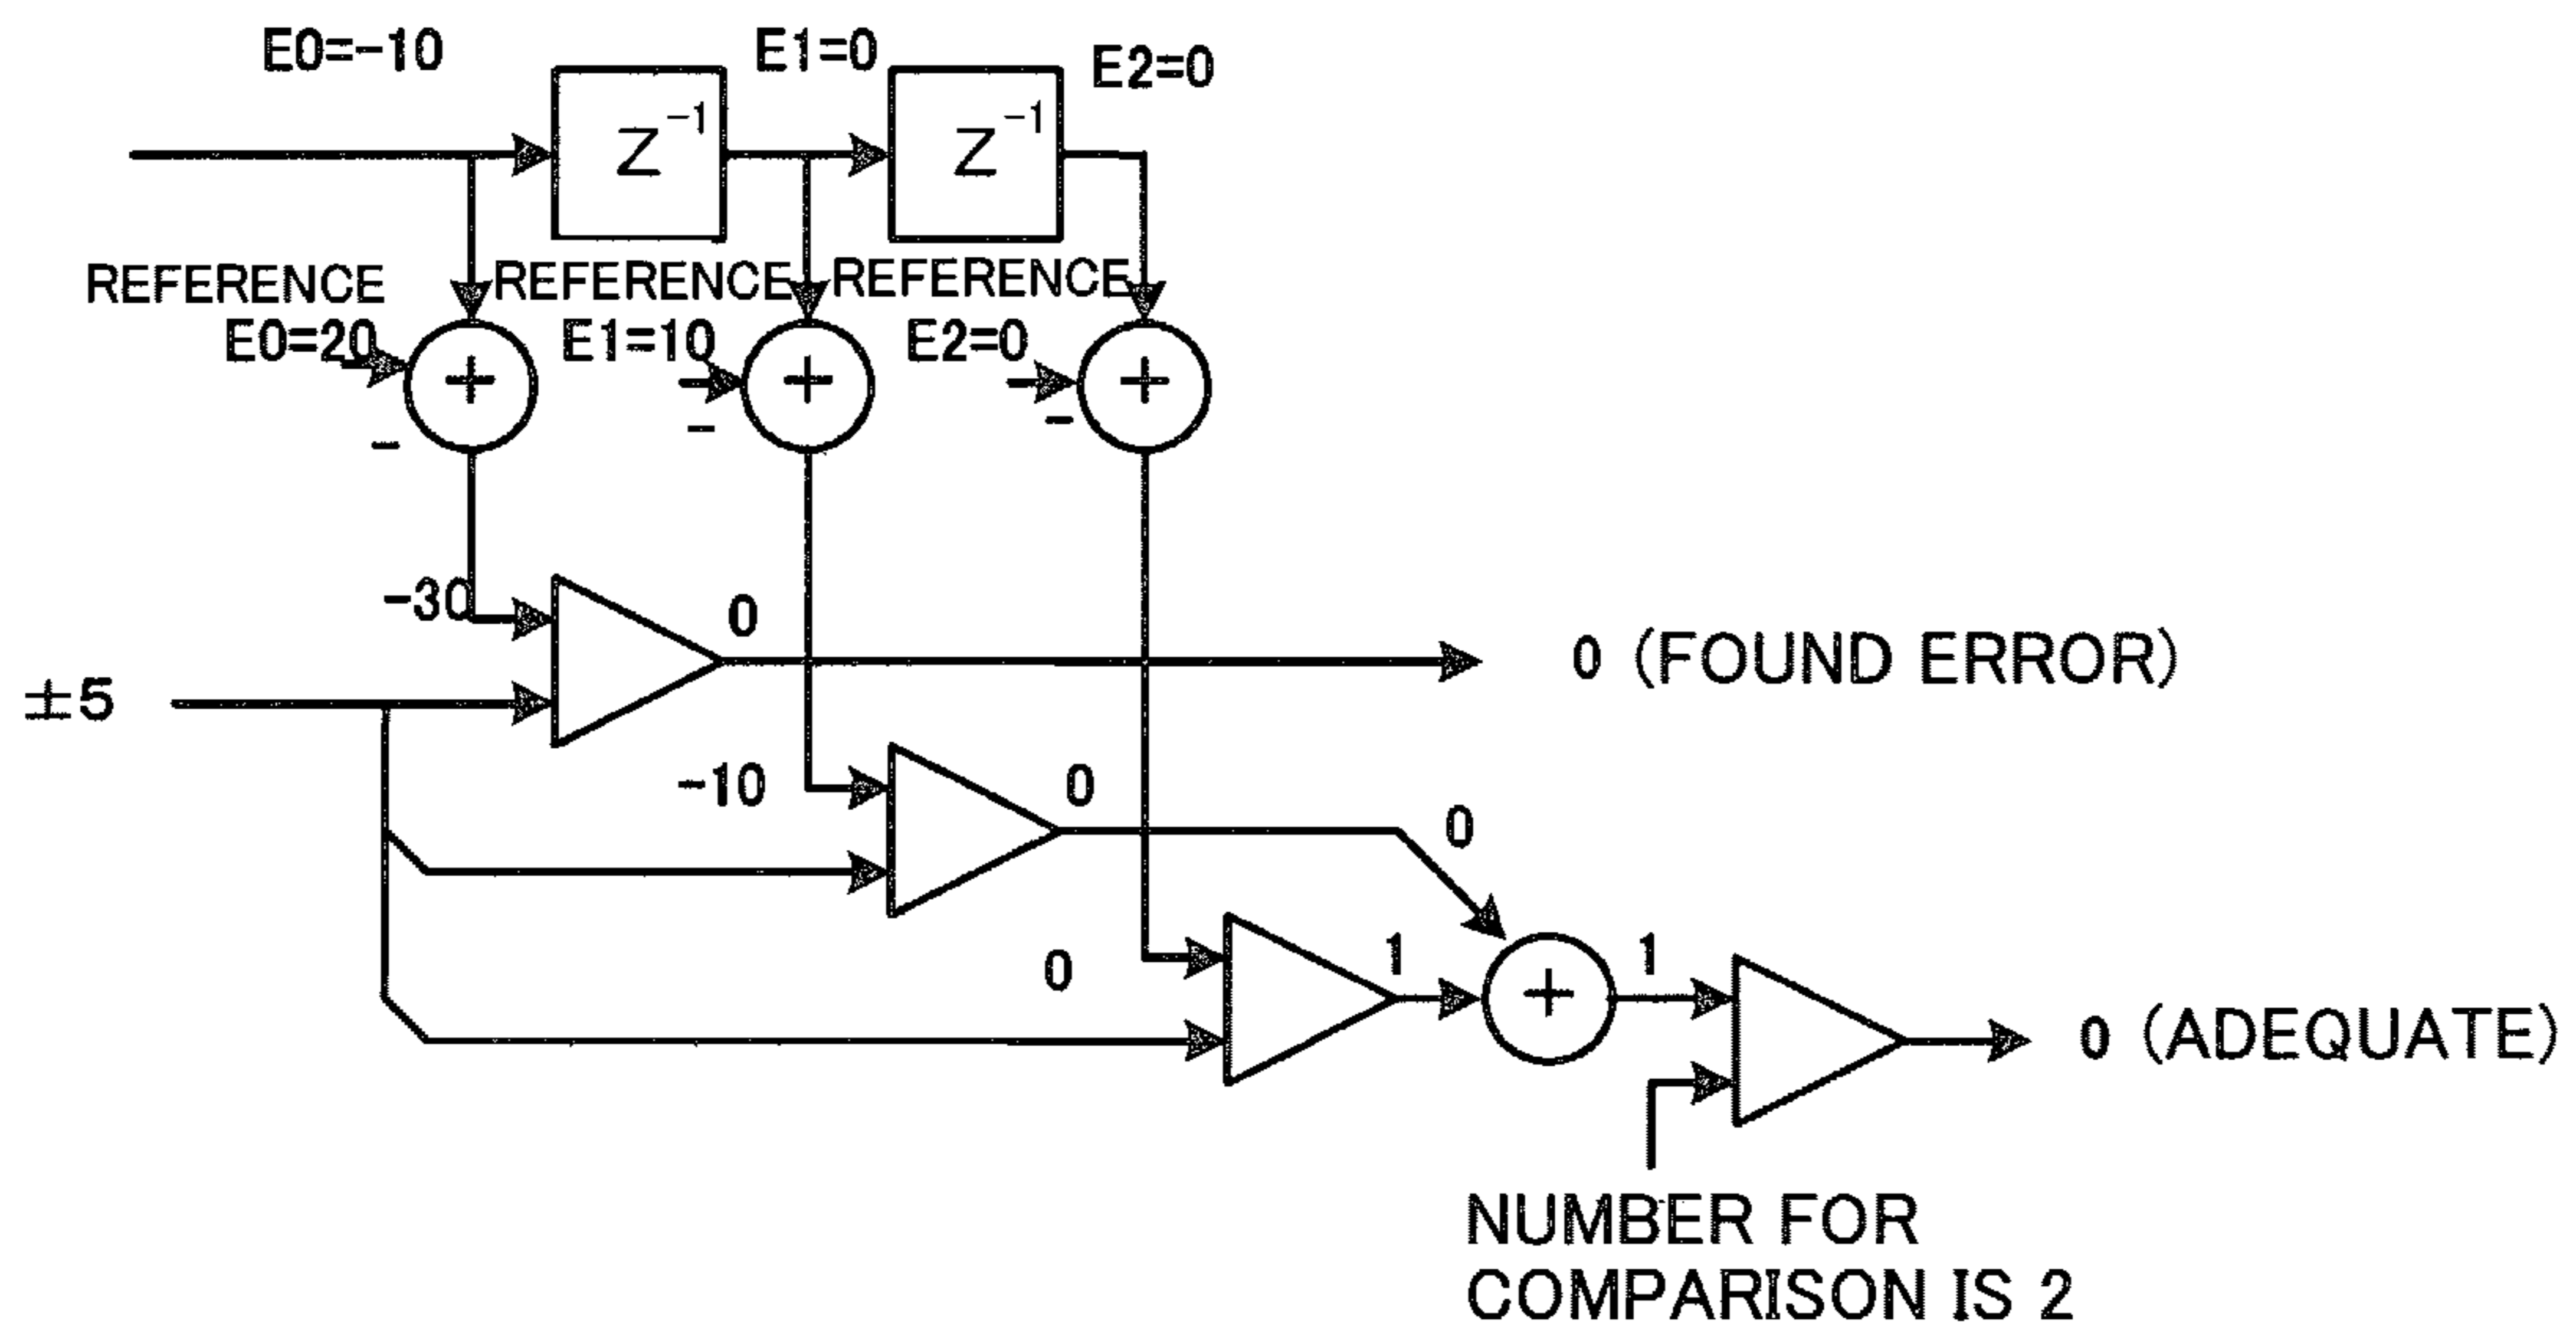 E0=-10
E1=0
E2=0
Z⁻¹
Z⁻¹
REFERENCE
E0=20
REFERENCE
E1=10
REFERENCE
E2=0
+
+
+
-
-
-
-30
0
0 (FOUND ERROR)
±5
-10
0
0
0
1
+
1
0 (ADEQUATE)
NUMBER FOR
COMPARISON IS 2